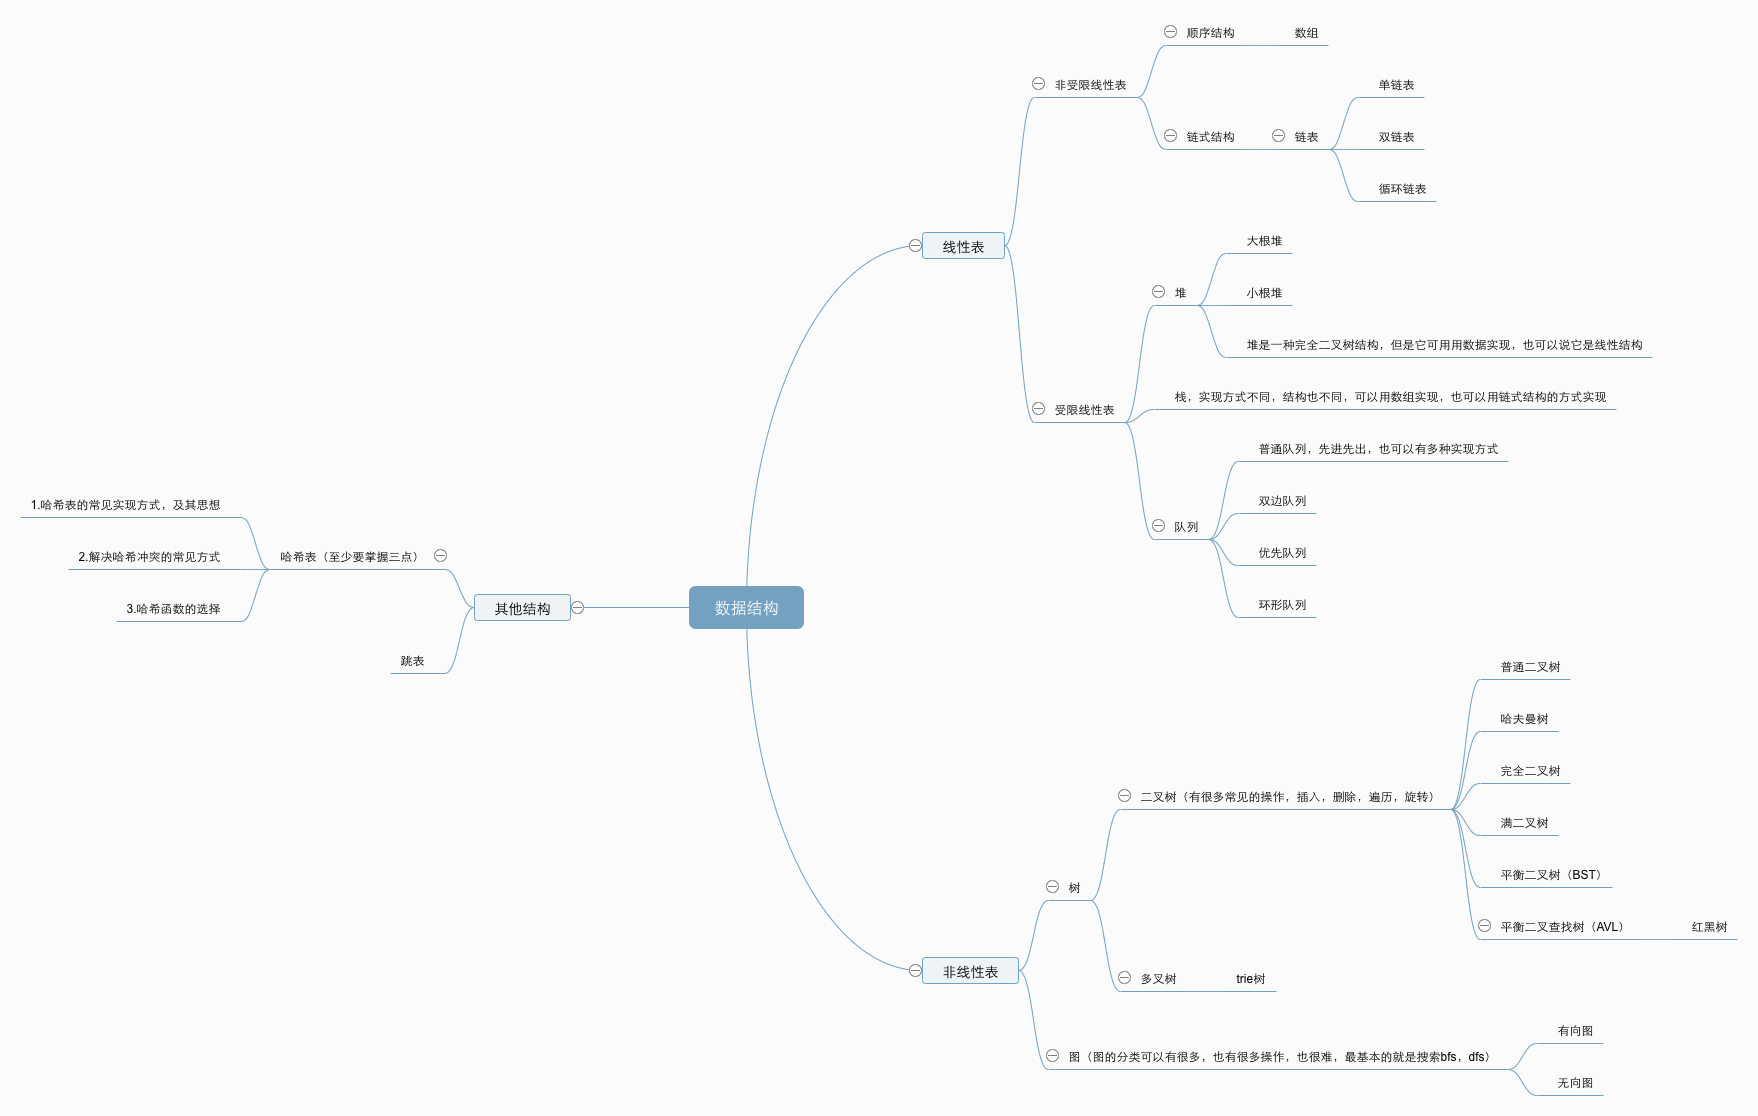 数据结构
线性表
非受限线性表
顺序结构
数组
链式结构
链表
单链表
双链表
循环链表
受限线性表
堆
大根堆
小根堆
堆是一种完全二叉树结构，但是它可用用数据实现，也可以说它是线性结构
栈，实现方式不同，结构也不同，可以用数组实现，也可以用链式结构的方式实现
队列
普通队列，先进先出，也可以有多种实现方式
双边队列
优先队列
环形队列
非线性表
树
二叉树（有很多常见的操作，插入，删除，遍历，旋转）
普通二叉树
哈夫曼树
完全二叉树
满二叉树
平衡二叉树（BST）
平衡二叉查找树（AVL）
红黑树
多叉树
trie树
图（图的分类可以有很多，也有很多操作，也很难，最基本的就是搜索bfs，dfs）
有向图
无向图
其他结构
哈希表（至少要掌握三点）
1.哈希表的常见实现方式，及其思想
2.解决哈希冲突的常见方式
3.哈希函数的选择
跳表